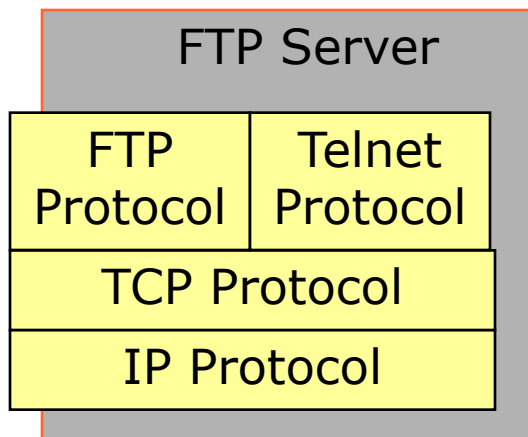 FTP Server
FTP
Protocol
Telnet
Protocol
TCP Protocol
IP Protocol